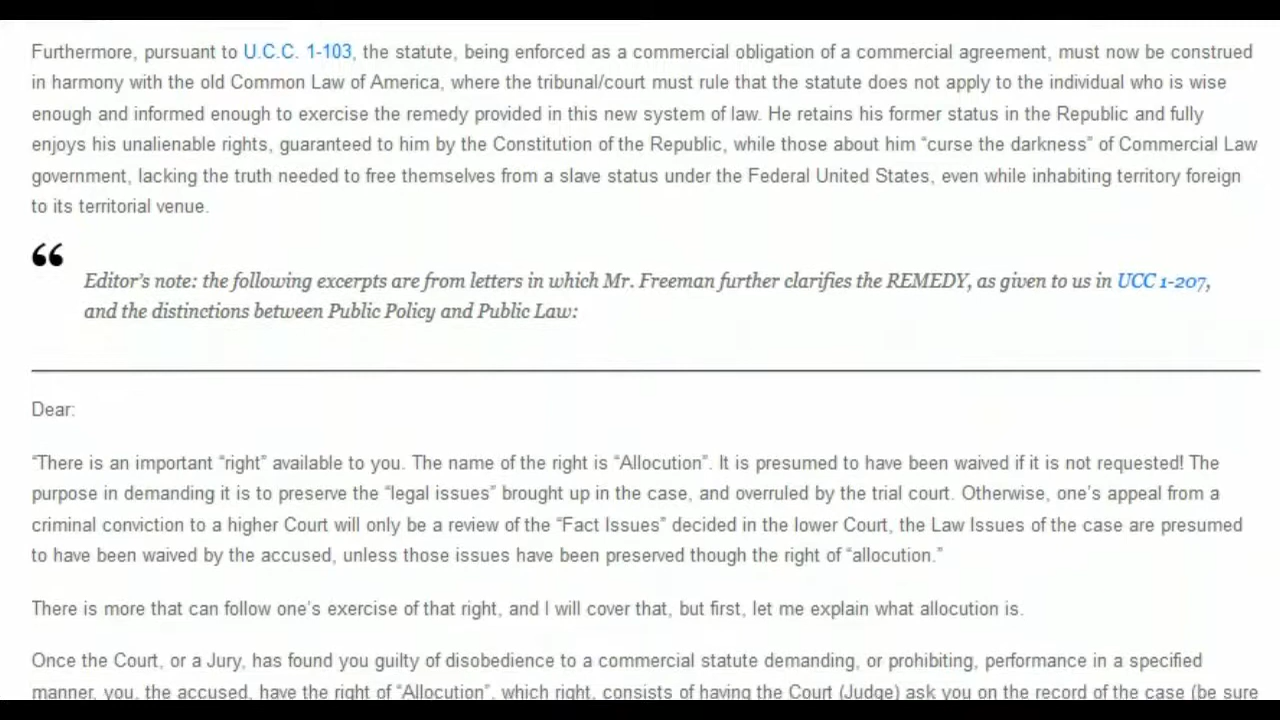 Furthermore, pursuant to U.C.C. 1-103, the statute, being enforced as a commercial obligation of a commercial agreement, must now be construed
in harmony with the old Common Law of America, where the tribunal/court must rule that the statute does not apply to the individual who is wise
enough and informed enough to exercise the remedy provided in this new system of law. He retains his former status in the Republic and fully
enjoys his unalienable rights, guaranteed to him by the Constitution of the Republic, while those about him “curse the darkness” of Commercial Law
government, lacking the truth needed to free themselves from a slave status under the Federal United States, even while inhabiting territory foreign
to its territorial venue.
“
Editor’s note: the following excerpts are from letters in which Mr. Freeman further clarifies the REMEDY, as given to us in UCC 1-207,
and the distinctions between Public Policy and Public Law:
Dear:
“There is an important “right” available to you. The name of the right is “Allocution”. It is presumed to have been waived if it is not requested! The
purpose in demanding it is to preserve the “legal issues” brought up in the case, and overruled by the trial court. Otherwise, one’s appeal from a
criminal conviction to a higher Court will only be a review of the “Fact Issues” decided in the lower Court, the Law Issues of the case are presumed
to have been waived by the accused, unless those issues have been preserved though the right of “allocution.”
There is more that can follow one’s exercise of that right, and I will cover that, but first, let me explain what allocution is.
Once the Court, or a Jury, has found you guilty of disobedience to a commercial statute demanding, or prohibiting, performance in a specified
manner, you, the accused, have the right of “Allocution”, which right, consists of having the Court (Judge) ask you on the record of the case (be sure